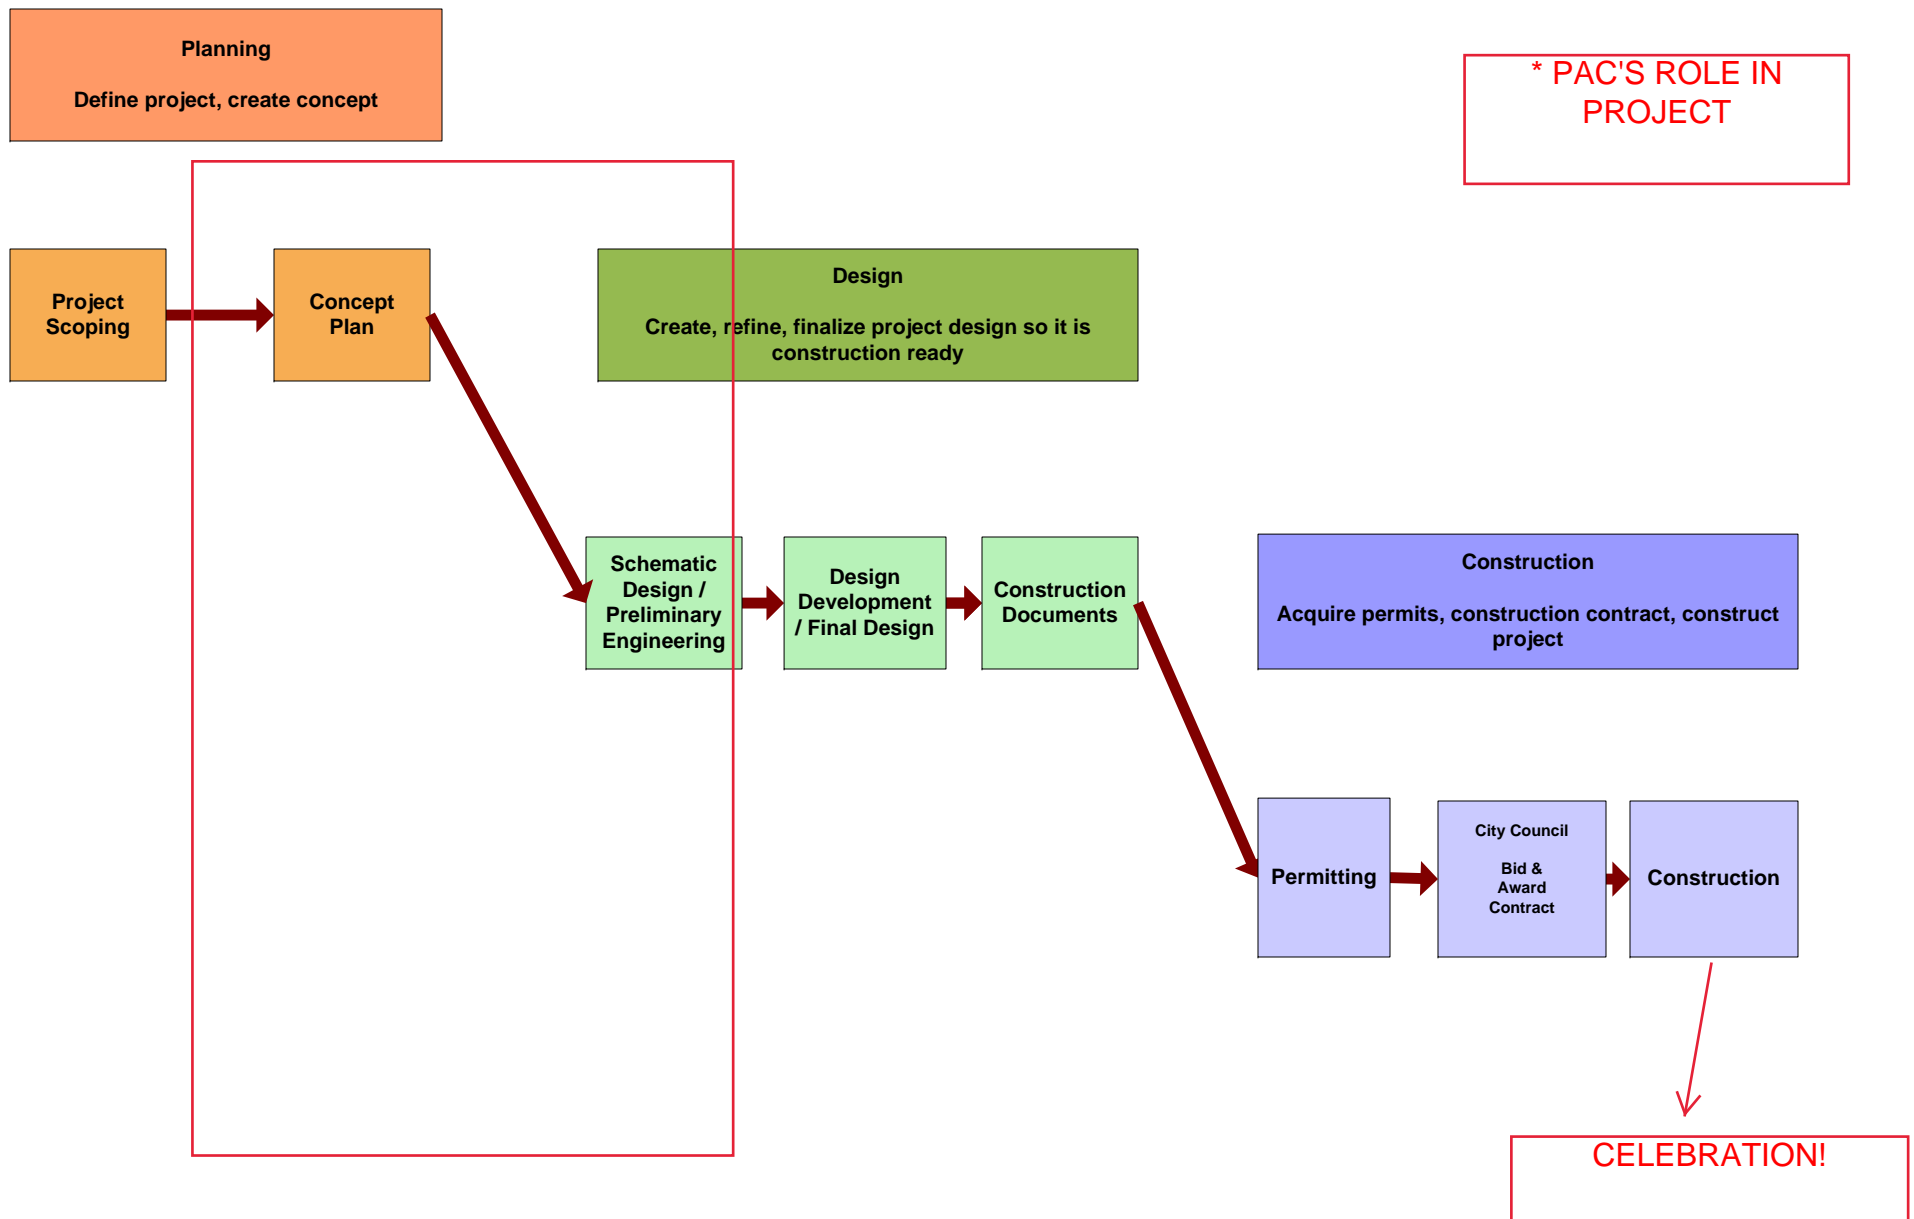 Planning
Define project, create concept
* PAC'S ROLE IN
PROJECT
Project
Scoping
Concept
Plan
Design
Create, refine, finalize project design so it is
construction ready
Schematic
Design /
Preliminary
Engineering
Design
Development
/ Final Design
Construction
Documents
Construction
Acquire permits, construction contract, construct
project
Permitting
City Council
Bid &
Award
Contract
Construction
CELEBRATION!